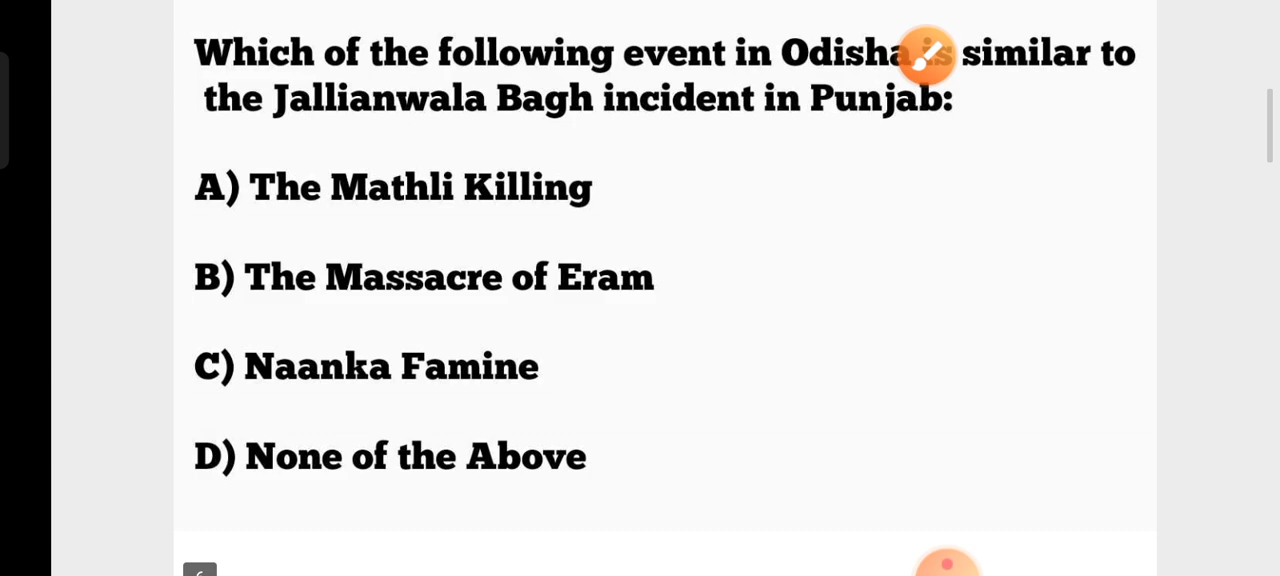 Which of the following event in Odisha is similar to
the Jallianwala Bagh incident in Punjab:
A) The Mathli Killing
B) The Massacre of Eram
C) Naanka Famine
D) None of the Above